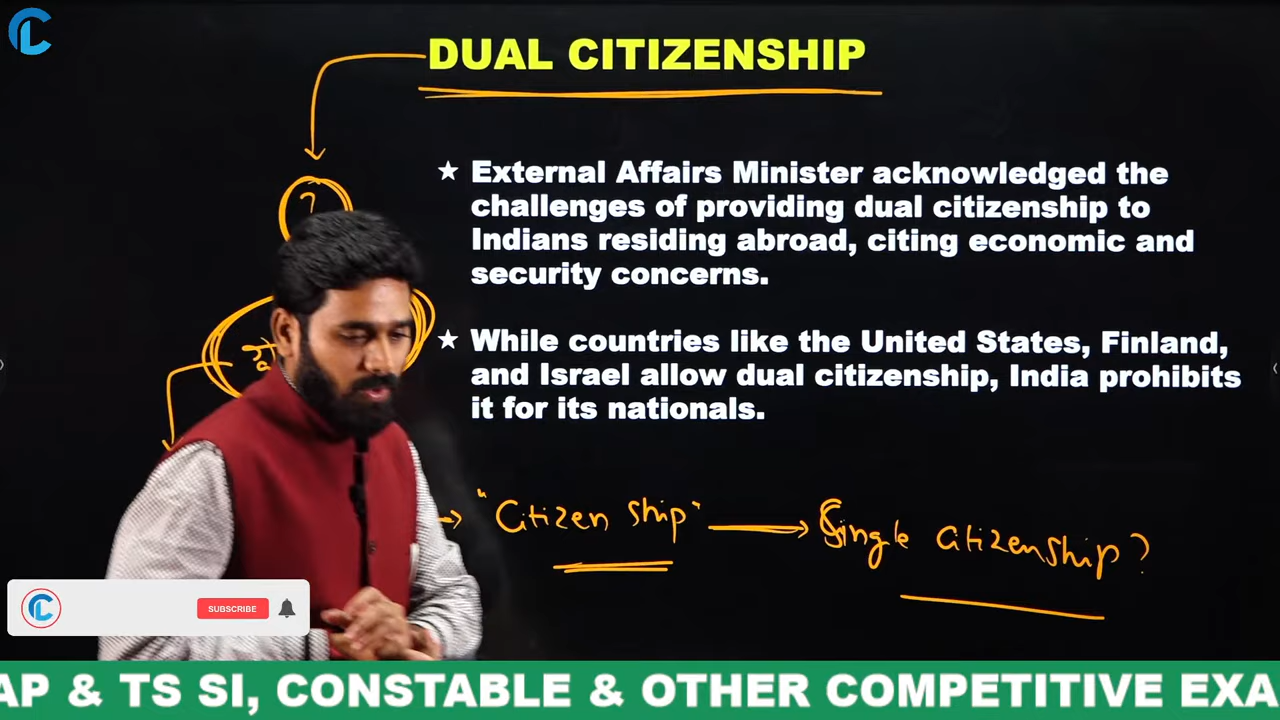 DUAL CITIZENSHIP
?
★ External Affairs Minister acknowledged the
challenges of providing dual citizenship to
Indians residing abroad, citing economic and
security concerns.
★ While countries like the United States, Finland,
and Israel allow dual citizenship, India prohibits
it for its nationals.
"Citizen ship" → Single Citizenship?
SUBSCRIBE
AP & TS SI, CONSTABLE & OTHER COMPETITIVE EXA